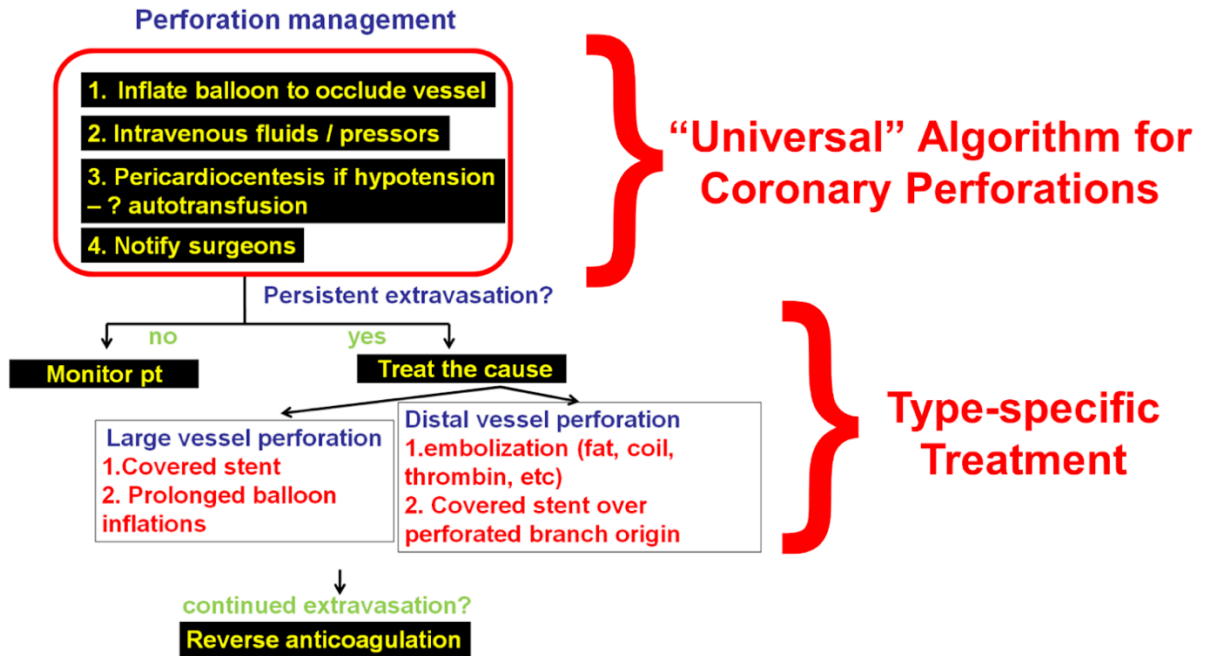 Perforation management
1. Inflate balloon to occlude vessel
2. Intravenous fluids / pressors
3. Pericardiocentesis if hypotension
– ? autotransfusion
4. Notify surgeons
“Universal” Algorithm for
Coronary Perforations
Persistent extravasation?
no
yes
Monitor pt
Treat the cause
Large vessel perforation
1.Covered stent
2. Prolonged balloon
inflations
Distal vessel perforation
1.embolization (fat, coil,
thrombin, etc)
2. Covered stent over
perforated branch origin
Type-specific
Treatment
continued extravasation?
Reverse anticoagulation